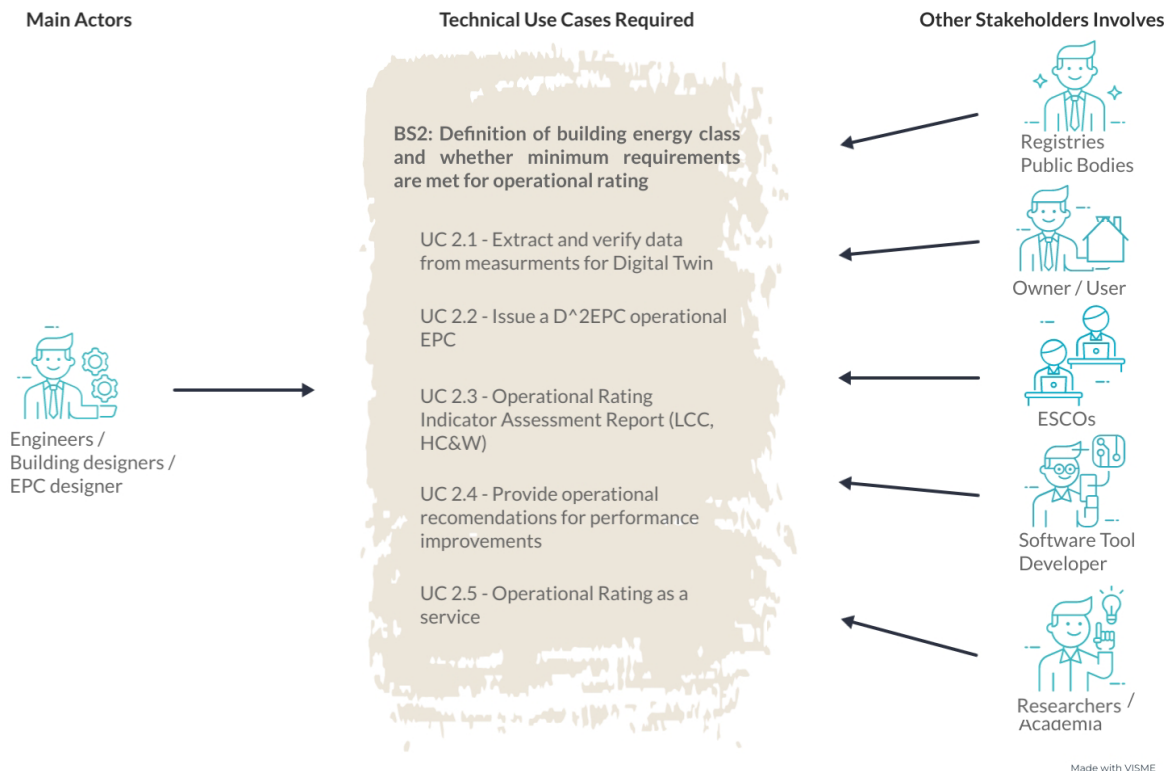 Main Actors
Technical Use Cases Required
Other Stakeholders Involves
BS2: Definition of building energy class
and whether minimum requirements
are met for operational rating
UC 2.1 - Extract and verify data
from measurments for Digital Twin
UC 2.2 - Issue a D^2EPC operational
EPC
UC 2.3 - Operational Rating
Indicator Assessment Report (LCC,
HC&W)
UC 2.4 - Provide operational
recomendations for performance
improvements
UC 2.5 - Operational Rating as a
service
Engineers /
Building designers /
EPC designer
Registries
Public Bodies
Owner / User
ESCOs
Software Tool
Developer
Researchers /
Academia
Made with VISME